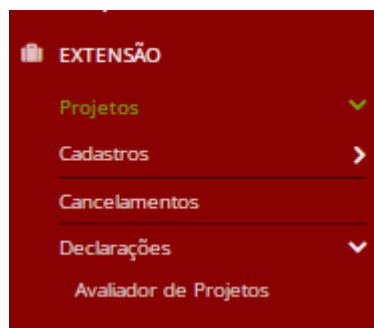 EXTENSÃO
Projetos
Cadastros
Cancelamentos
Declarações
Avaliador de Projetos